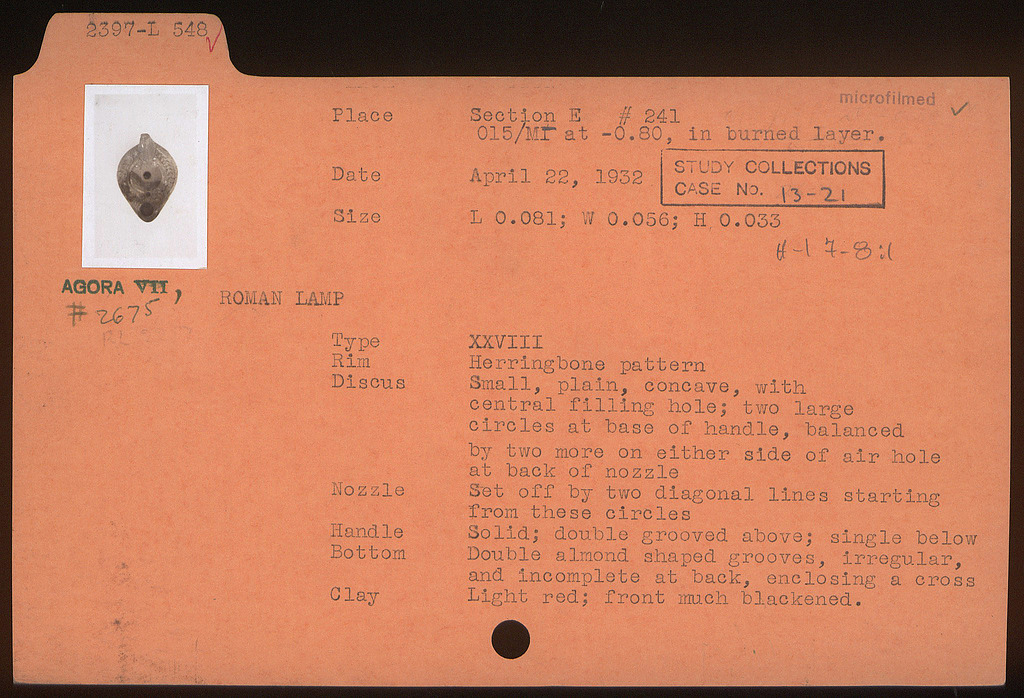 2397-L 548
microfilmed
Place Section E # 241
015/MI at -0.80, in burned layer.
Date April 22, 1932
STUDY COLLECTIONS
CASE No. 13-21
Size L 0.081; W 0.056; H 0.033
AGORA VII,
# 2675
ROMAN LAMP
Type XXVIII
Rim Herringbone pattern
Discus Small, plain, concave, with
central filling hole; two large
circles at base of handle, balanced
by two more on either side of air hole
at back of nozzle
Nozzle Set off by two diagonal lines starting
from these circles
Handle Solid; double grooved above; single below
Bottom Double almond shaped grooves, irregular,
and incomplete at back, enclosing a cross
Clay Light red; front much blackened.